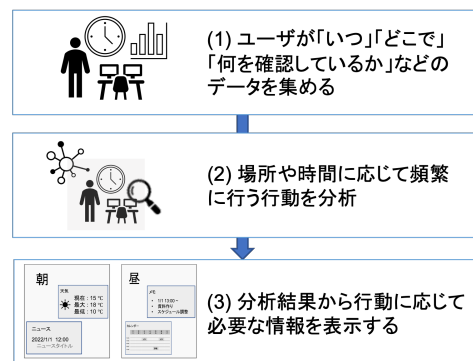 (1) ユーザが「いつ」「どこで」
「何を確認しているか」などの
データを集める
(2) 場所や時間に応じて頻繁
に行う行動を分析
朝
天気
現在：15 ℃
最大：18 ℃
最低：10 ℃
ニュース
2022/1/1 12:00
ニュースタイトル
昼
メモ
• 1/1 13:00～
• 資料作り
• スケジュール調整
カレンダー
(3) 分析結果から行動に応じて
必要な情報を表示する